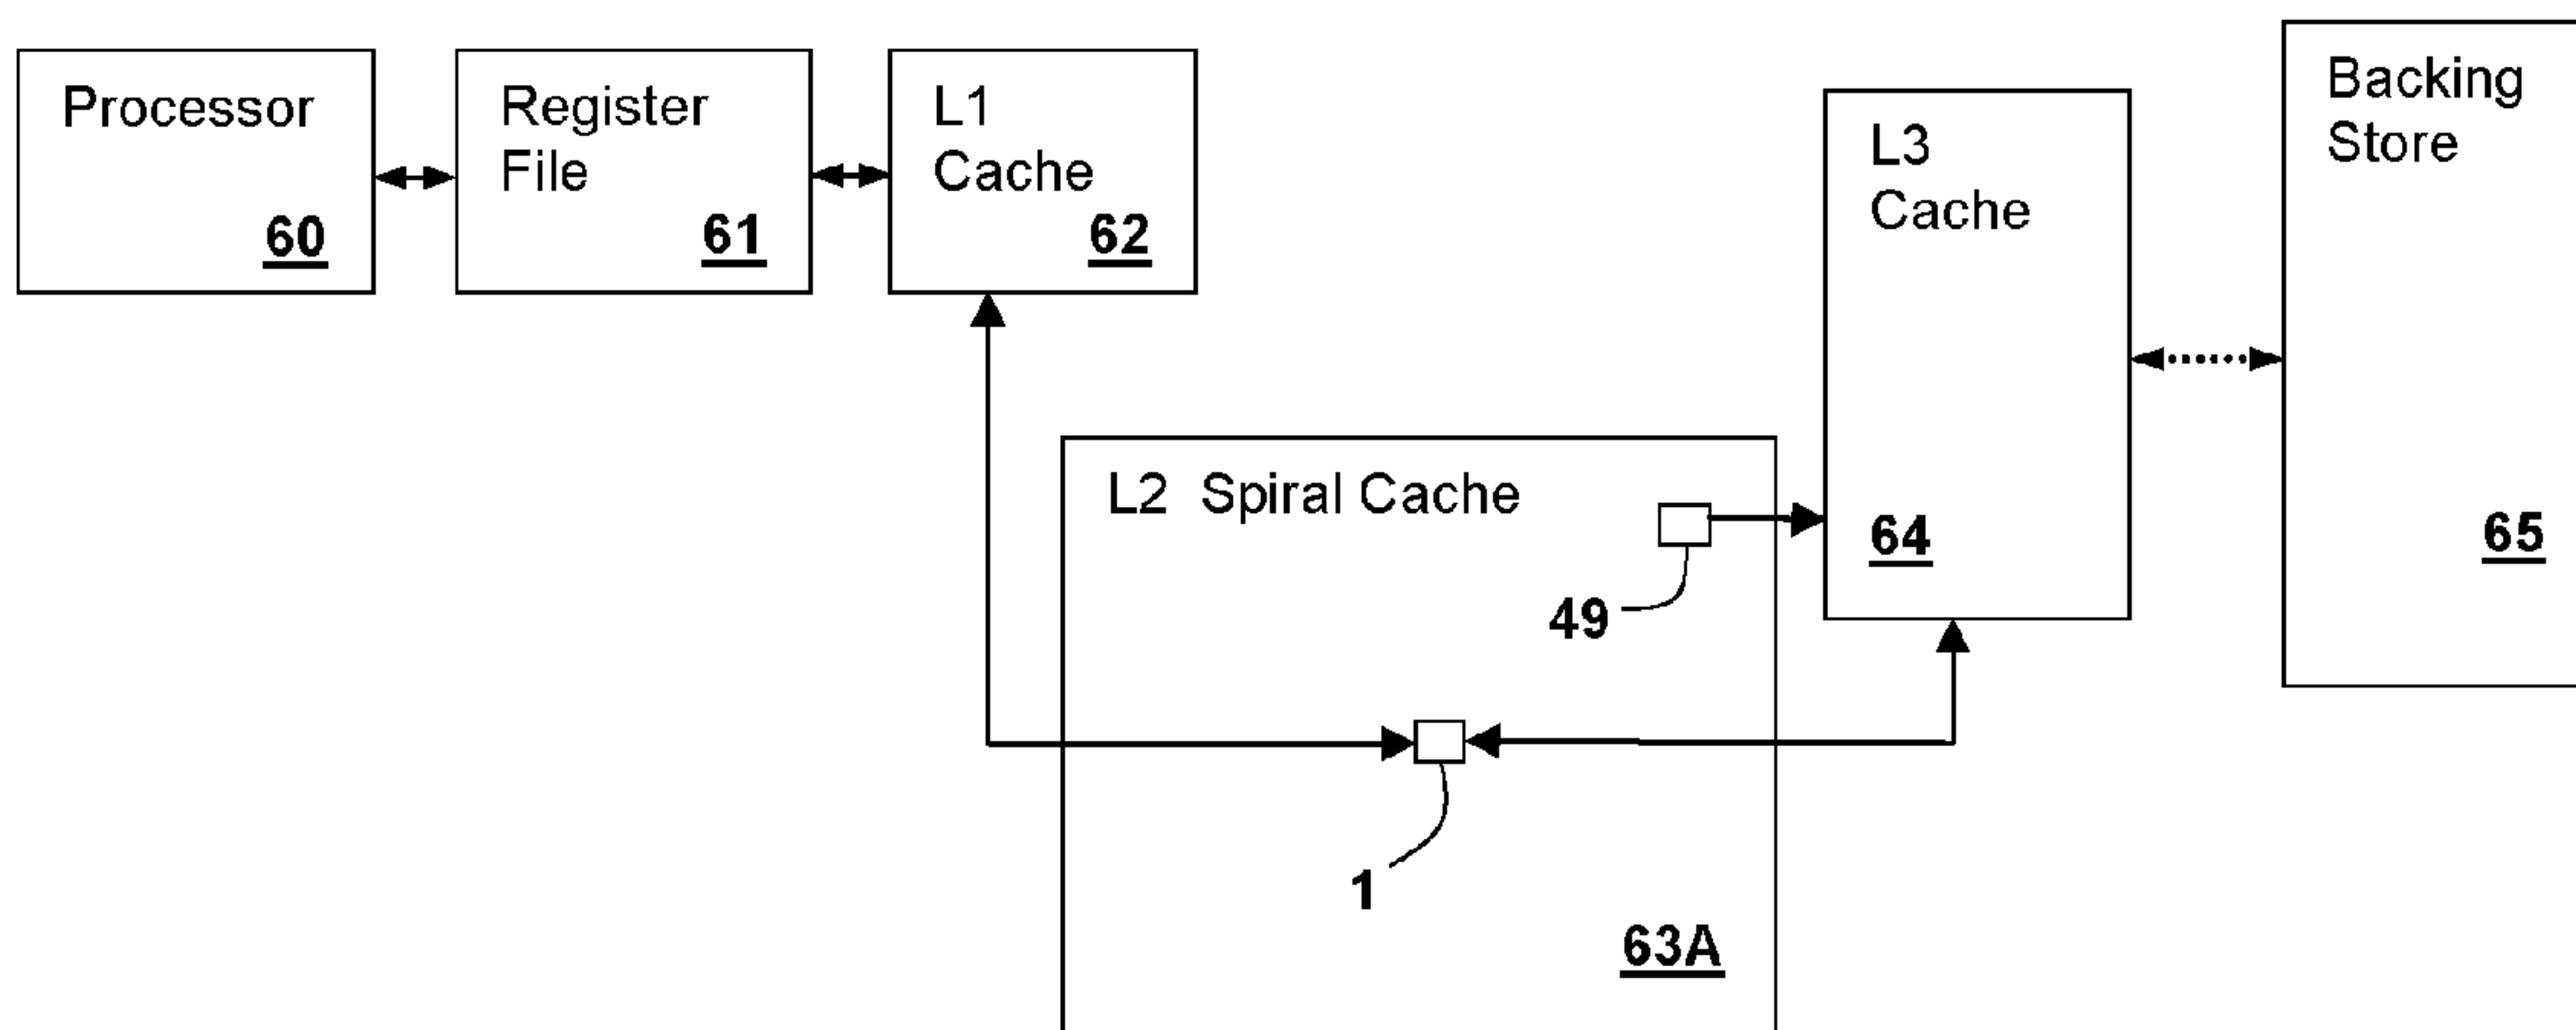 Processor
60
Register
File
61
L1
Cache
62
L2 Spiral Cache
49
1
63A
L3
Cache
64
Backing
Store
65